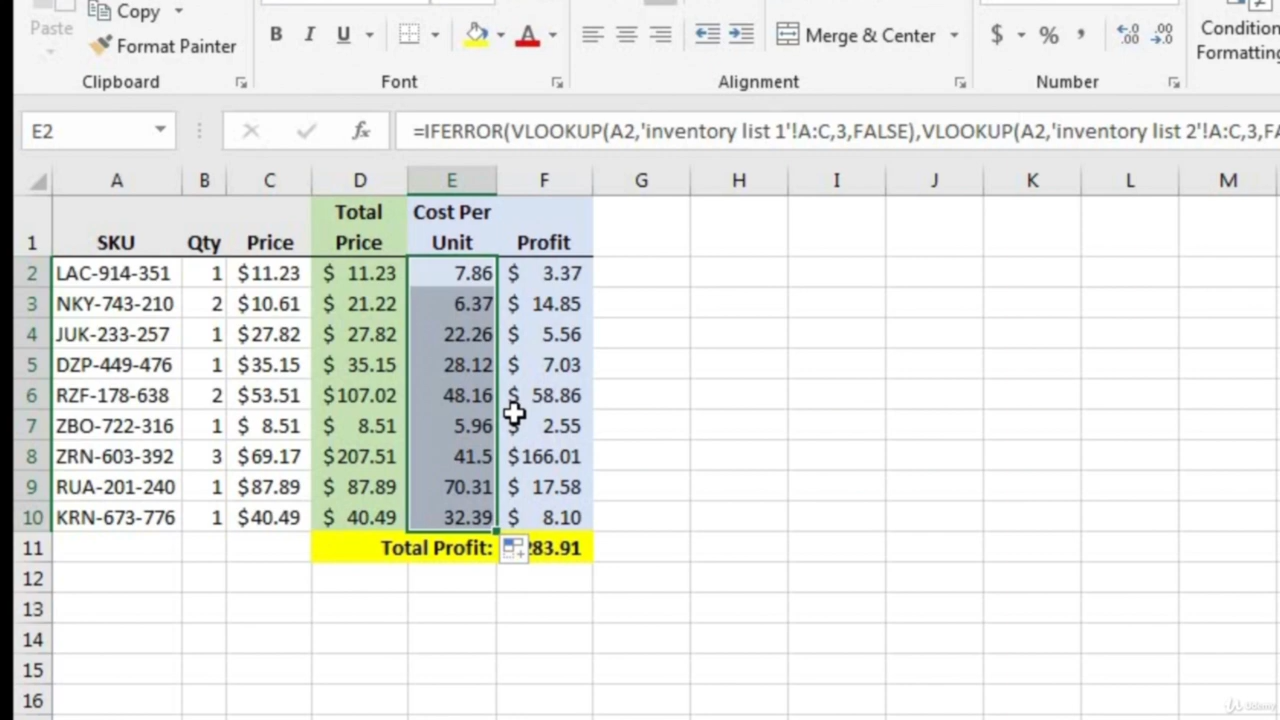 Copy
Paste
Format Painter
B I U A $ % , .00 .00
Merge & Center
Condition
Formatting
Clipboard Font Alignment Number
E2 fx =IFERROR(VLOOKUP(A2,'inventory list 1'!A:C,3,FALSE),VLOOKUP(A2,'inventory list 2'!A:C,3,FA
A B C D E F G H I J K L M
Total Cost Per
1 SKU Qty Price Price Unit Profit
2 LAC-914-351 1 $11.23 $ 11.23 7.86 $ 3.37
3 NKY-743-210 2 $10.61 $ 21.22 6.37 $ 14.85
4 JUK-233-257 1 $27.82 $ 27.82 22.26 $ 5.56
5 DZP-449-476 1 $35.15 $ 35.15 28.12 $ 7.03
6 RZF-178-638 2 $53.51 $107.02 48.16 $ 58.86
7 ZBO-722-316 1 $ 8.51 $ 8.51 5.96 $ 2.55
8 ZRN-603-392 3 $69.17 $207.51 41.5 $166.01
9 RUA-201-240 1 $87.89 $ 87.89 70.31 $ 17.58
10 KRN-673-776 1 $40.49 $ 40.49 32.39 $ 8.10
11 Total Profit: 283.91
12
13
14
15
16
Udemy